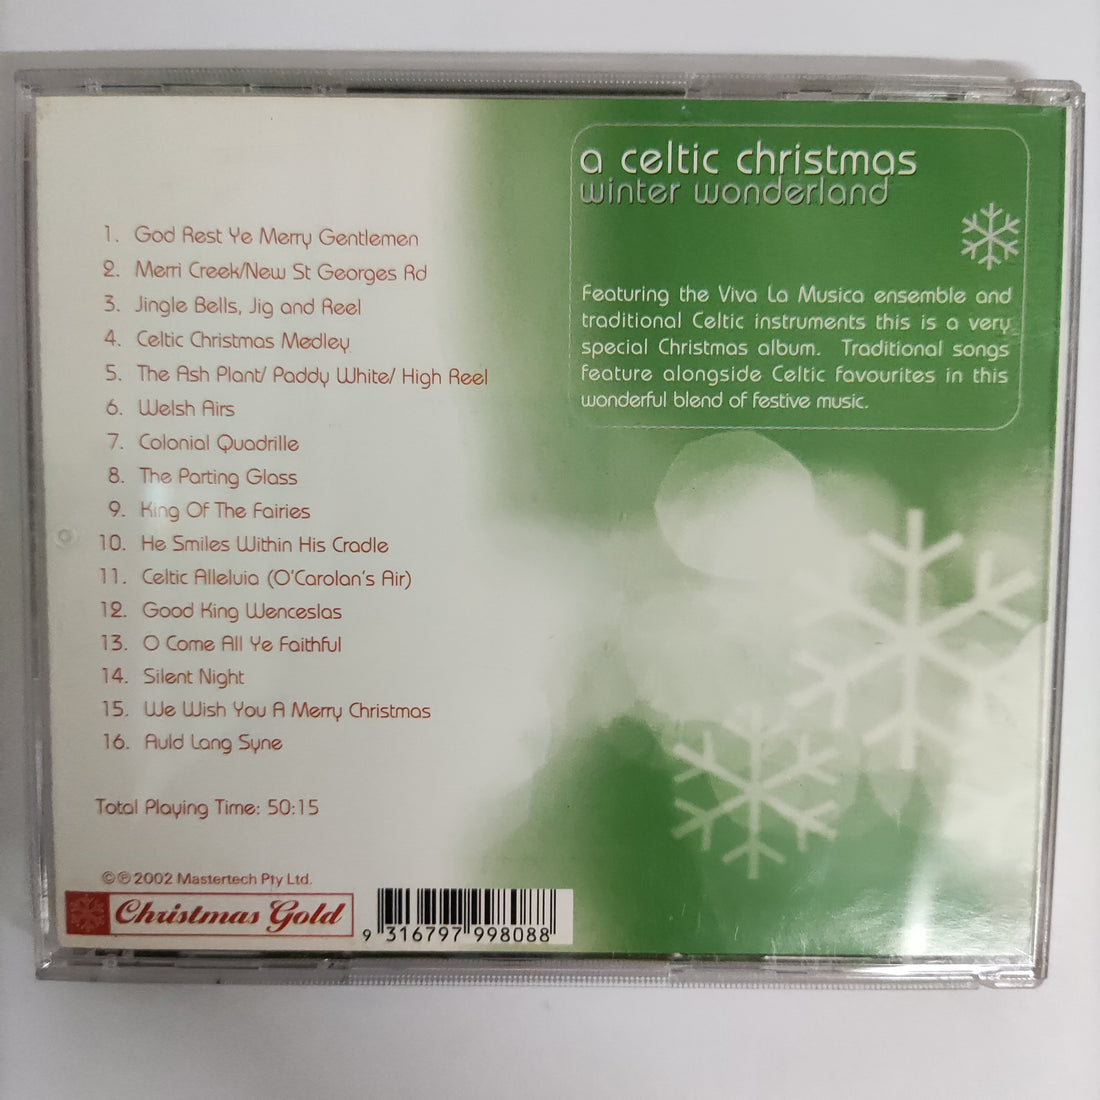 a celtic christmas
winter wonderland
Featuring the Viva La Musica ensemble and
traditional Celtic instruments this is a very
special Christmas album. Traditional songs
feature alongside Celtic favourites in this
wonderful blend of festive music.
1. God Rest Ye Merry Gentlemen
2. Merri Creek/New St Georges Rd
3. Jingle Bells, Jig and Reel
4. Celtic Christmas Medley
5. The Ash Plant/ Paddy White/ High Reel
6. Welsh Airs
7. Colonial Quadrille
8. The Parting Glass
9. King Of The Fairies
10. He Smiles Within His Cradle
11. Celtic Alleluia (O'Carolan's Air)
12. Good King Wenceslas
13. O Come All Ye Faithful
14. Silent Night
15. We Wish You A Merry Christmas
16. Auld Lang Syne
Total Playing Time: 50:15
©℗ 2002 Mastertech Pty Ltd.
Christmas Gold
9 316797 998088